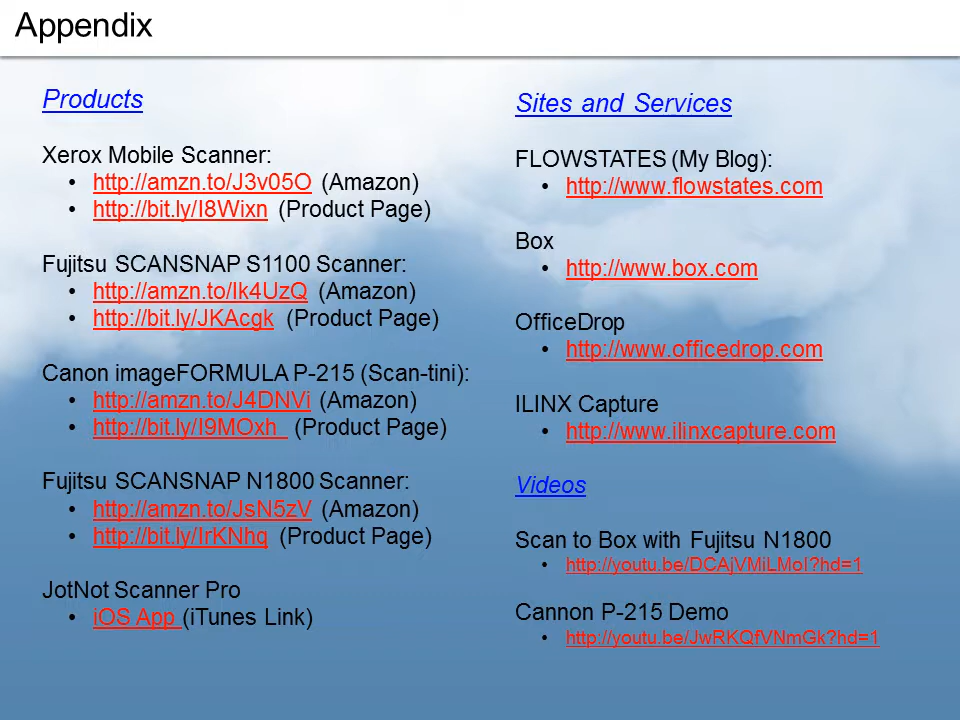 Appendix
Products
Xerox Mobile Scanner:
• http://amzn.to/J3v05O (Amazon)
• http://bit.ly/I8Wixn (Product Page)
Fujitsu SCANSNAP S1100 Scanner:
• http://amzn.to/Ik4UzQ (Amazon)
• http://bit.ly/JKAcgk (Product Page)
Canon imageFORMULA P-215 (Scan-tini):
• http://amzn.to/J4DNVi (Amazon)
• http://bit.ly/I9MOxh (Product Page)
Fujitsu SCANSNAP N1800 Scanner:
• http://amzn.to/JsN5zV (Amazon)
• http://bit.ly/IrKNhq (Product Page)
JotNot Scanner Pro
• iOS App (iTunes Link)
Sites and Services
FLOWSTATES (My Blog):
• http://www.flowstates.com
Box
• http://www.box.com
OfficeDrop
• http://www.officedrop.com
ILINX Capture
• http://www.ilinxcapture.com
Videos
Scan to Box with Fujitsu N1800
• http://youtu.be/DCAjVMiLMoI?hd=1
Cannon P-215 Demo
• http://youtu.be/JwRKQfVNmGk?hd=1